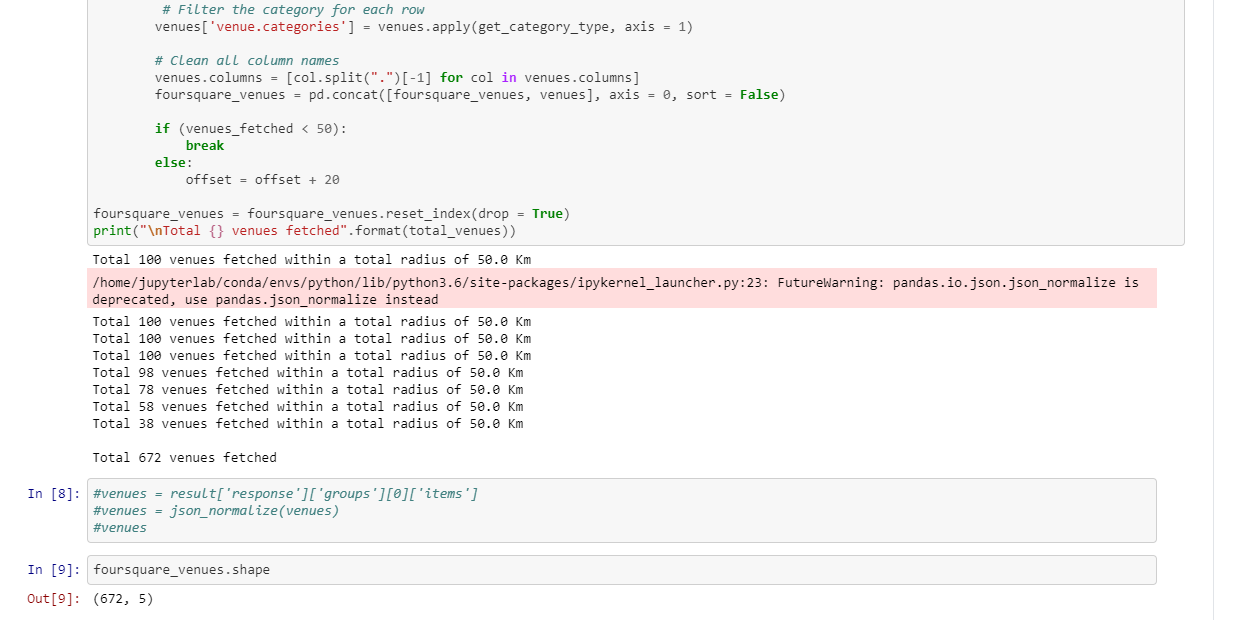 # Filter the category for each row
venues['venue.categories'] = venues.apply(get_category_type, axis = 1)
# Clean all column names
venues.columns = [col.split(".")[-1] for col in venues.columns]
foursquare_venues = pd.concat([foursquare_venues, venues], axis = 0, sort = False)
if (venues_fetched < 50):
break
else:
offset = offset + 20
foursquare_venues = foursquare_venues.reset_index(drop = True)
print("\nTotal {} venues fetched".format(total_venues))
Total 100 venues fetched within a total radius of 50.0 Km
/home/jupyterlab/conda/envs/python/lib/python3.6/site-packages/ipykernel_launcher.py:23: FutureWarning: pandas.io.json.json_normalize is
deprecated, use pandas.json_normalize instead
Total 100 venues fetched within a total radius of 50.0 Km
Total 100 venues fetched within a total radius of 50.0 Km
Total 100 venues fetched within a total radius of 50.0 Km
Total 98 venues fetched within a total radius of 50.0 Km
Total 78 venues fetched within a total radius of 50.0 Km
Total 58 venues fetched within a total radius of 50.0 Km
Total 38 venues fetched within a total radius of 50.0 Km
Total 672 venues fetched
In [8]: #venues = result['response']['groups'][0]['items']
#venues = json_normalize(venues)
#venues
In [9]: foursquare_venues.shape
Out[9]: (672, 5)